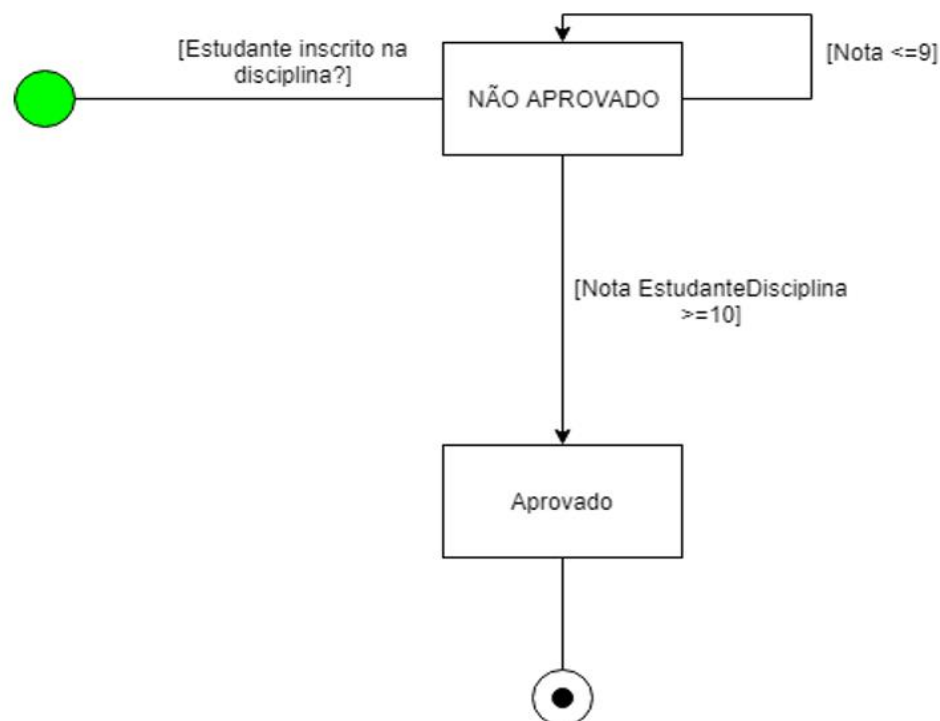 [Estudante inscrito na
disciplina?]
[Nota <=9]
NÃO APROVADO
[Nota EstudanteDisciplina
>=10]
Aprovado